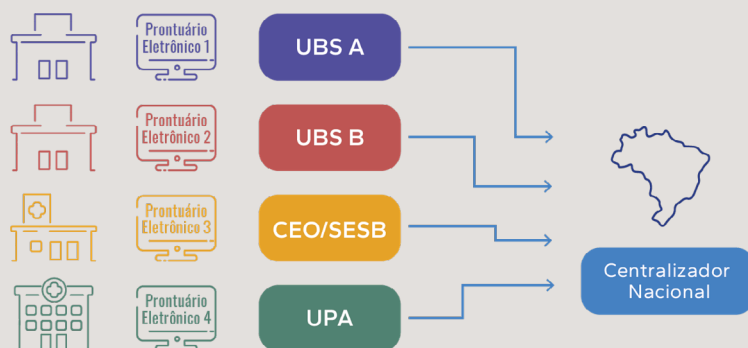 Prontuário
Eletrônico 1
UBS A
Prontuário
Eletrônico 2
UBS B
Prontuário
Eletrônico 3
CEO/SESB
Prontuário
Eletrônico 4
UPA
Centralizador
Nacional